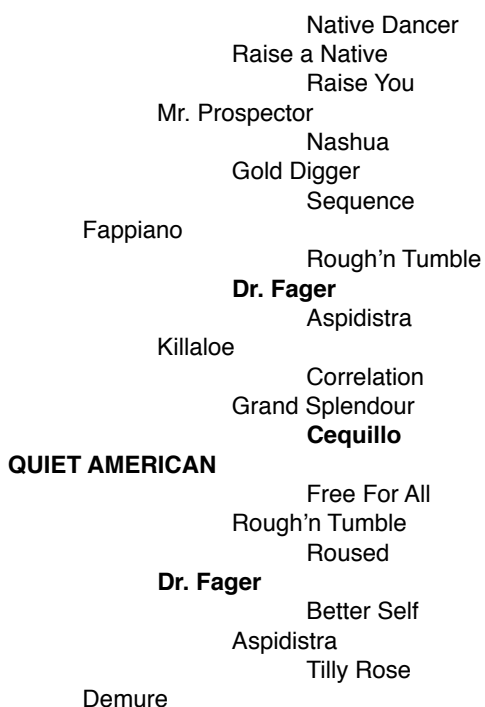 Native Dancer
Raise a Native
Raise You
Mr. Prospector
Nashua
Gold Digger
Sequence
Fappiano
Rough’n Tumble
Dr. Fager
Aspidistra
Killaloe
Correlation
Grand Splendour
Cequillo
QUIET AMERICAN
Free For All
Rough’n Tumble
Roused
Dr. Fager
Better Self
Aspidistra
Tilly Rose
Demure